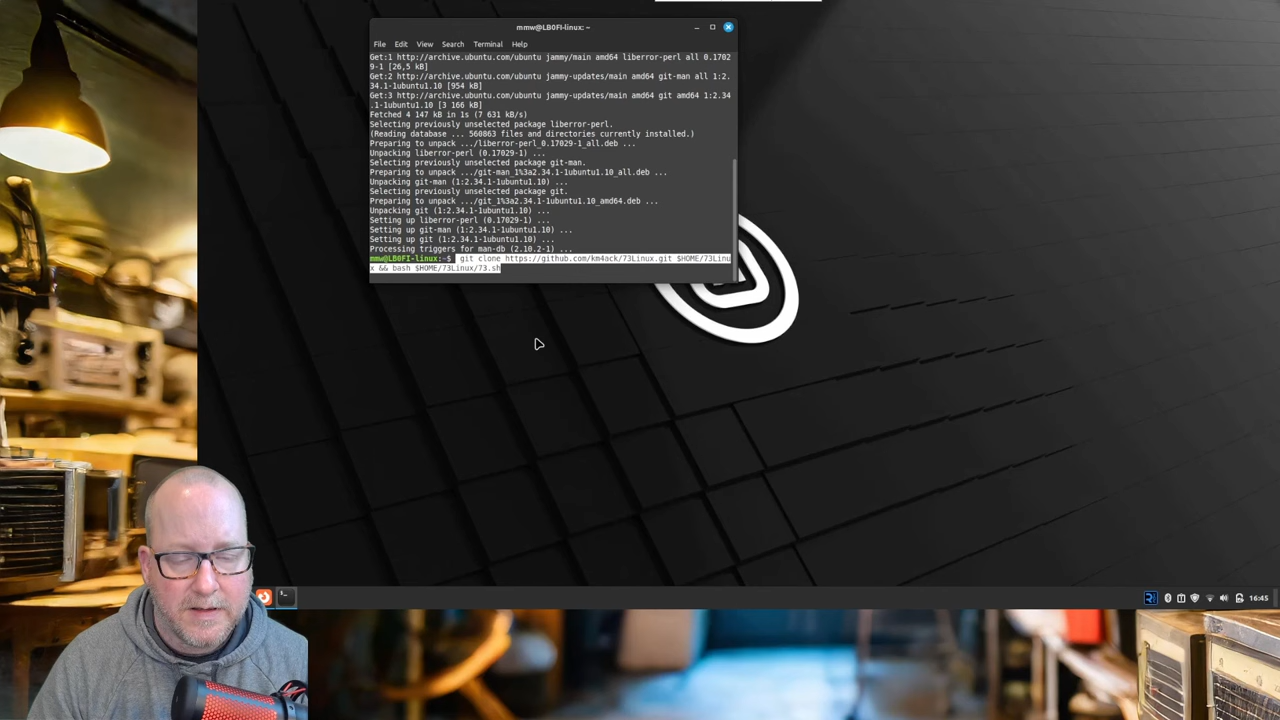 mmw@LB0FI-linux: ~
File Edit View Search Terminal Help
Get:1 http://archive.ubuntu.com/ubuntu jammy/main amd64 liberror-perl all 0.1702
9-1 [26,5 kB]
Get:2 http://archive.ubuntu.com/ubuntu jammy-updates/main amd64 git-man all 1:2.
34.1-1ubuntu1.10 [954 kB]
Get:3 http://archive.ubuntu.com/ubuntu jammy-updates/main amd64 git amd64 1:2.34
.1-1ubuntu1.10 [3 166 kB]
Fetched 4 147 kB in 1s (7 631 kB/s)
Selecting previously unselected package liberror-perl.
(Reading database ... 560863 files and directories currently installed.)
Preparing to unpack .../liberror-perl_0.17029-1_all.deb ...
Unpacking liberror-perl (0.17029-1) ...
Selecting previously unselected package git-man.
Preparing to unpack .../git-man_1%3a2.34.1-1ubuntu1.10_all.deb ...
Unpacking git-man (1:2.34.1-1ubuntu1.10) ...
Selecting previously unselected package git.
Preparing to unpack .../git_1%3a2.34.1-1ubuntu1.10_amd64.deb ...
Unpacking git (1:2.34.1-1ubuntu1.10) ...
Setting up liberror-perl (0.17029-1) ...
Setting up git-man (1:2.34.1-1ubuntu1.10) ...
Setting up git (1:2.34.1-1ubuntu1.10) ...
Processing triggers for man-db (2.10.2-1) ...
mmw@LB0FI-linux:~$ git clone https://github.com/km4ack/73Linux.git $HOME/73Linu
x && bash $HOME/73Linux/73.sh
16:45